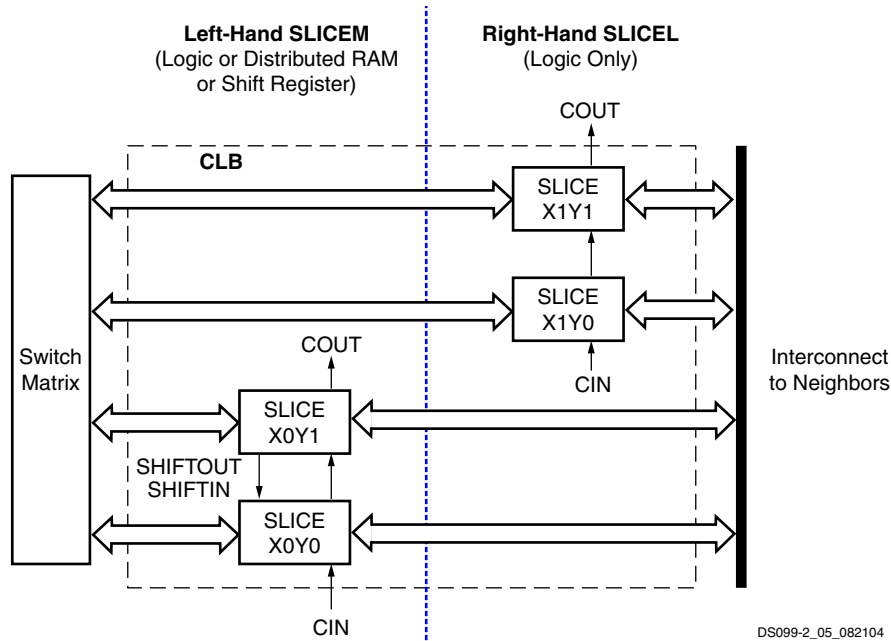 Left-Hand SLICEM
(Logic or Distributed RAM
or Shift Register)
Right-Hand SLICEL
(Logic Only)
COUT
CLB
SLICE
X1Y1
SLICE
X1Y0
COUT
CIN
Switch
Matrix
Interconnect
to Neighbors
SLICE
X0Y1
SHIFTOUT
SHIFTIN
SLICE
X0Y0
CIN
DS099-2_05_082104